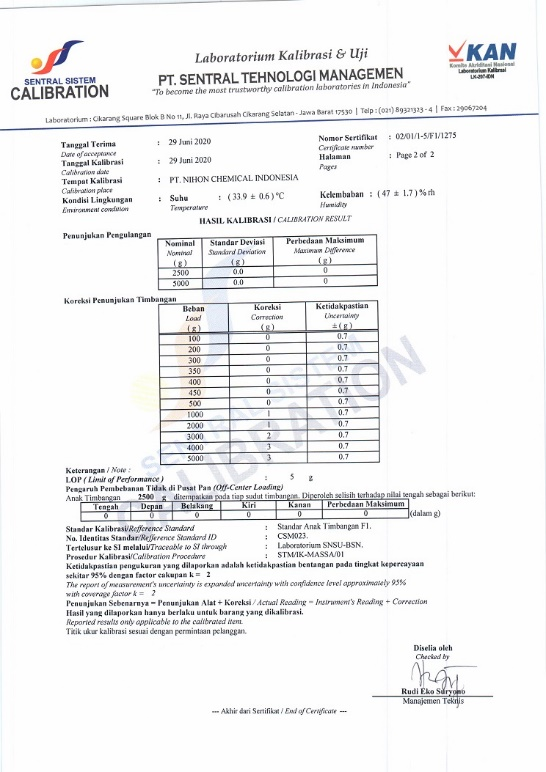 SENTRAL SISTEM
CALIBRATION
Laboratorium Kalibrasi & Uji
PT. SENTRAL TEHNOLOGI MANAGEMEN
"To become the most trustworthy calibration laboratories in Indonesia"
KAN
Komite Akreditasi Nasional
Laboratorium Kalibrasi
LK-297-IDN
Laboratorium : Cikarang Square Blok B No 11, Jl. Raya Cibarusah Cikarang Selatan - Jawa Barat 17530 | Telp : (021) 89321323 - 4 | Fax : 29067204
Tanggal Terima : 29 Juni 2020 Nomor Sertifikat : 02/01/1-5/F1/1275
Date of acceptance Certificate number
Tanggal Kalibrasi : 29 Juni 2020 Halaman : Page 2 of 2
Calibration date Pages
Tempat Kalibrasi : PT. NIHON CHEMICAL INDONESIA
Calibration place
Kondisi Lingkungan : Suhu : ( 33.9 ± 0.6 ) °C Kelembaban : ( 47 ± 1.7 ) % rh
Environment condition Temperature Humidity
HASIL KALIBRASI / CALIBRATION RESULT
Penunjukan Pengulangan
Nominal Standar Deviasi Perbedaan Maksimum
Nominal Standard Deviation Maximum Difference
( g ) ( g ) ( g )
2500 0.0 0
5000 0.0 0
Koreksi Penunjukan Timbangan
Beban Koreksi Ketidakpastian
Load Correction Uncertainty
( g ) ( g ) ± ( g )
100 0 0.7
200 0 0.7
300 0 0.7
350 0 0.7
400 0 0.7
450 0 0.7
500 0 0.7
1000 1 0.7
2000 1 0.7
3000 2 0.7
4000 3 0.7
5000 3 0.7
SENTRAL SISTEM
CALIBRATION
Keterangan / Note :
LOP ( Limit of Performance ) : 5 g
Pengaruh Pembebanan Tidak di Pusat Pan (Off-Center Loading)
Anak Timbangan 2500 g ditempatkan pada tiap sudut timbangan. Diperoleh selisih terhadap nilai tengah sebagai berikut:
Tengah Depan Belakang Kiri Kanan Perbedaan Maksimum
0 0 0 0 0 0 (dalam g)
Standar Kalibrasi/Refference Standard : Standar Anak Timbangan F1.
No. Identitas Standar/Refference Standard ID : CSM023.
Tertelusur ke SI melalui/Traceable to SI through : Laboratorium SNSU-BSN.
Prosedur Kalibrasi/Calibration Procedure : STM/IK-MASSA/01
Ketidakpastian pengukuran yang dilaporkan adalah ketidakpastian bentangan pada tingkat kepercayaan
sekitar 95% dengan faktor cakupan k = 2
The report of measurement's uncertainty is expanded uncertainty with confidence level approximately 95%
with coverage factor k = 2
Penunjukan Sebenarnya = Penunjukan Alat + Koreksi / Actual Reading = Instrument's Reading + Correction
Hasil yang dilaporkan hanya berlaku untuk barang yang dikalibrasi.
Reported results only applicable to the calibrated item.
Titik ukur kalibrasi sesuai dengan permintaan pelanggan.
Diselia oleh
Checked by
Rudi Eko Suryono
Manajemen Teknis
--- Akhir dari Sertifikat / End of Certificate ---